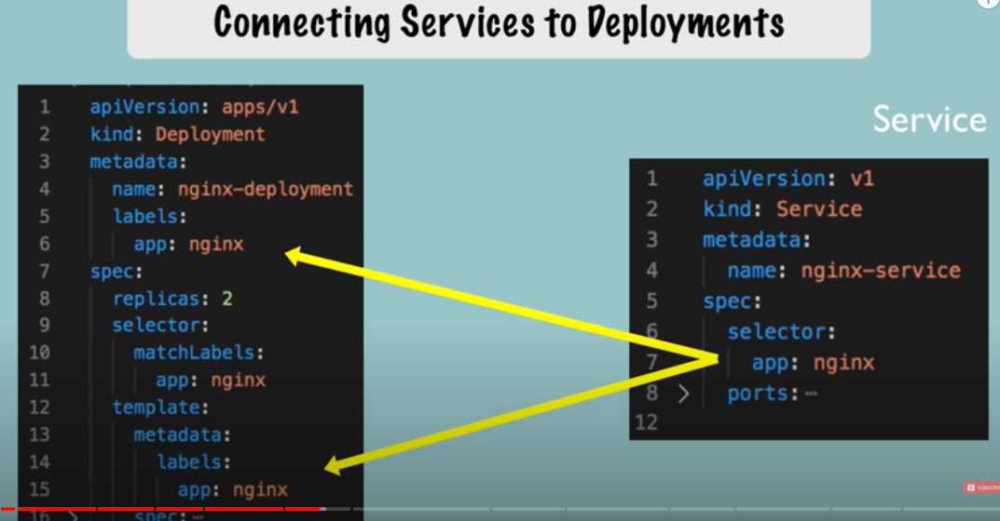 Connecting Services to Deployments
1 apiVersion: apps/v1
2 kind: Deployment
3 metadata:
4 name: nginx-deployment
5 labels:
6 app: nginx
7 spec:
8 replicas: 2
9 selector:
10 matchLabels:
11 app: nginx
12 template:
13 metadata:
14 labels:
15 app: nginx
16 > spec:⋯
Service
1 apiVersion: v1
2 kind: Service
3 metadata:
4 name: nginx-service
5 spec:
6 selector:
7 app: nginx
8 > ports:⋯
12